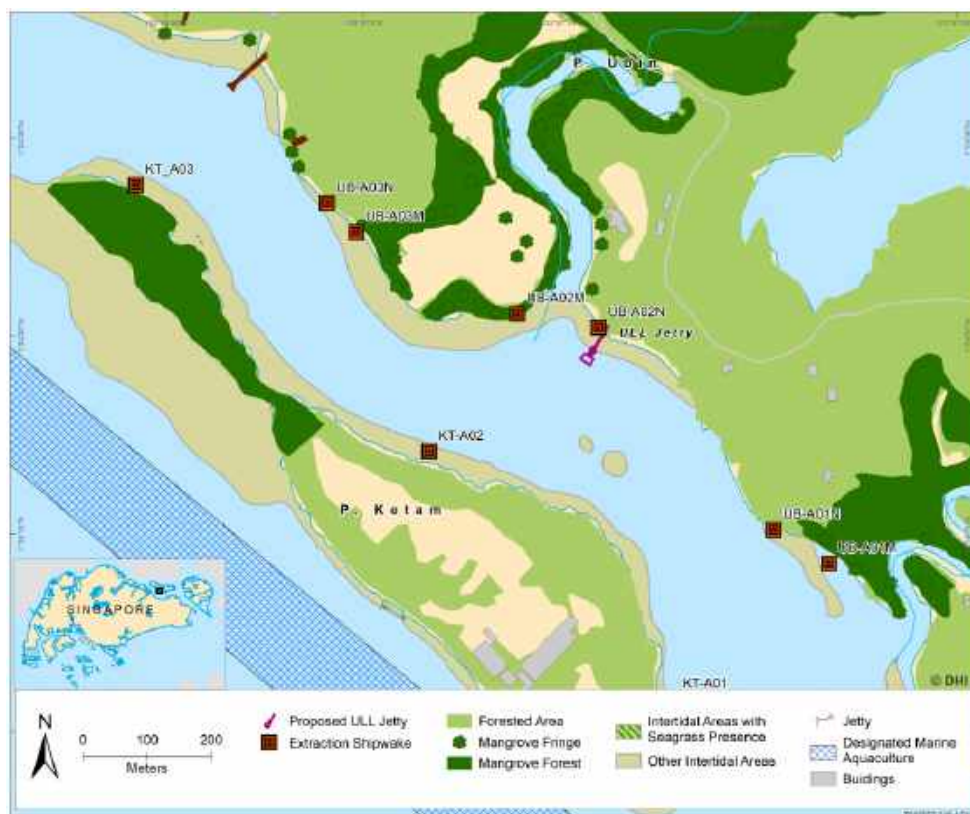 P. Ubin
KT_A03
UB-A03N
UB-A03M
UB-A02M
UB-A02N
ULL Jetty
KT-A02
P. Ketam
UB-A01N
UB-A01M
SINGAPORE
KT-A01
© DHI
N
0 100 200
Meters
Proposed ULL Jetty
Extraction Shipwake
Forested Area
Mangrove Fringe
Mangrove Forest
Intertidal Areas with
Seagrass Presence
Other Intertidal Areas
Jetty
Designated Marine
Aquaculture
Buidings